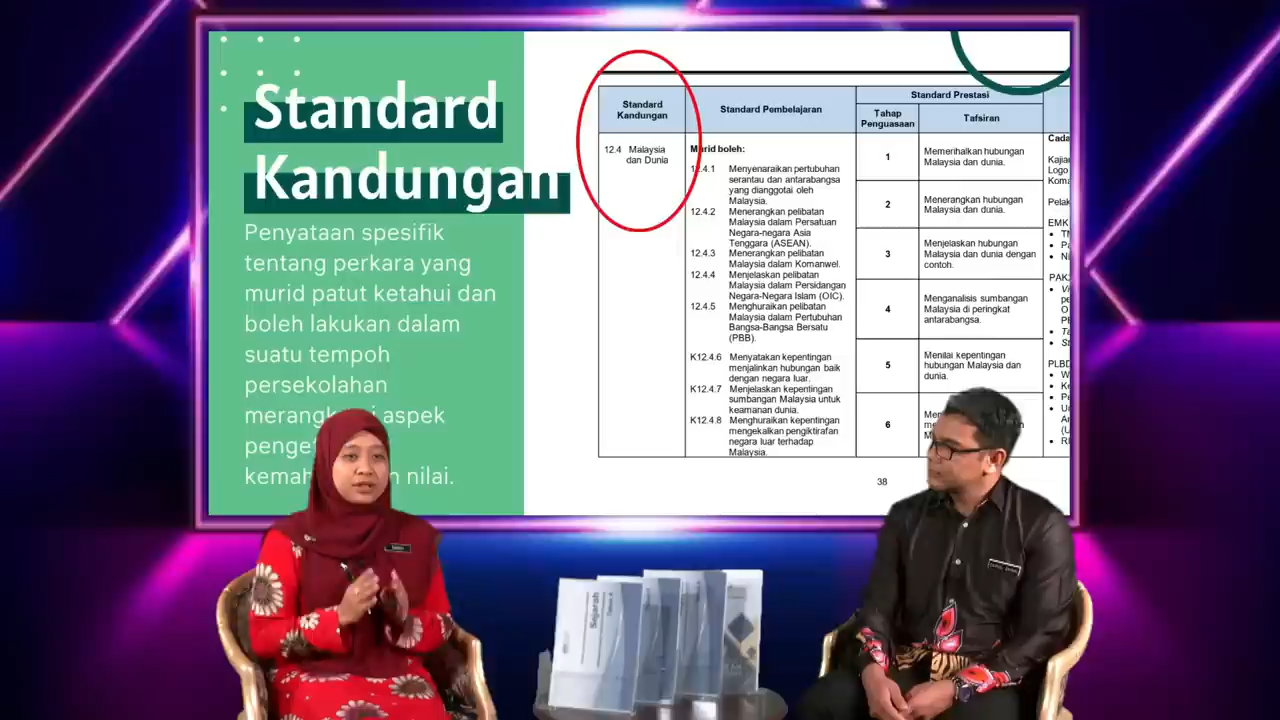 Standard
Kandungan
Penyataan spesifik
tentang perkara yang
murid patut ketahui dan
boleh lakukan dalam
suatu tempoh
persekolahan
aspek
nilai.
Standard
Kandungan
Standard Pembelajaran
Standard Prestasi
Tahap
Penguasaan
Tafsiran
12.4 Malaysia
dan Dunia
Murid boleh:
12.4.1 Menyenaraikan pertubuhan
serantau dan antarabangsa
yang dianggotai oleh
Malaysia.
12.4.2 Menerangkan pelibatan
Malaysia dalam Persatuan
Negara-negara Asia
Tenggara (ASEAN).
12.4.3 Menerangkan pelibatan
Malaysia dalam Komanwel.
12.4.4 Menjelaskan pelibatan
Malaysia dalam Persidangan
Negara-Negara Islam (OIC).
12.4.5 Menghuraikan pelibatan
Malaysia dalam Pertubuhan
Bangsa-Bangsa Bersatu
(PBB).
K12.4.6 Menyatakan kepentingan
menjalinkan hubungan baik
dengan negara luar.
K12.4.7 Menjelaskan kepentingan
sumbangan Malaysia untuk
keamanan dunia.
K12.4.8 Menghuraikan kepentingan
mengekalkan pengiktirafan
negara luar terhadap
Malaysia.
1 Memerihalkan hubungan
Malaysia dan dunia.
2 Menerangkan hubungan
Malaysia dan dunia.
3 Menjelaskan hubungan
Malaysia dan dunia dengan
contoh.
4 Menganalisis sumbangan
Malaysia di peringkat
antarabangsa.
5 Menilai kepentingan
hubungan Malaysia dan
dunia.
6
Cada
Kajia
Logo
Koma
Pelak
EMK
PAK2
PLBD
38
Sejarah